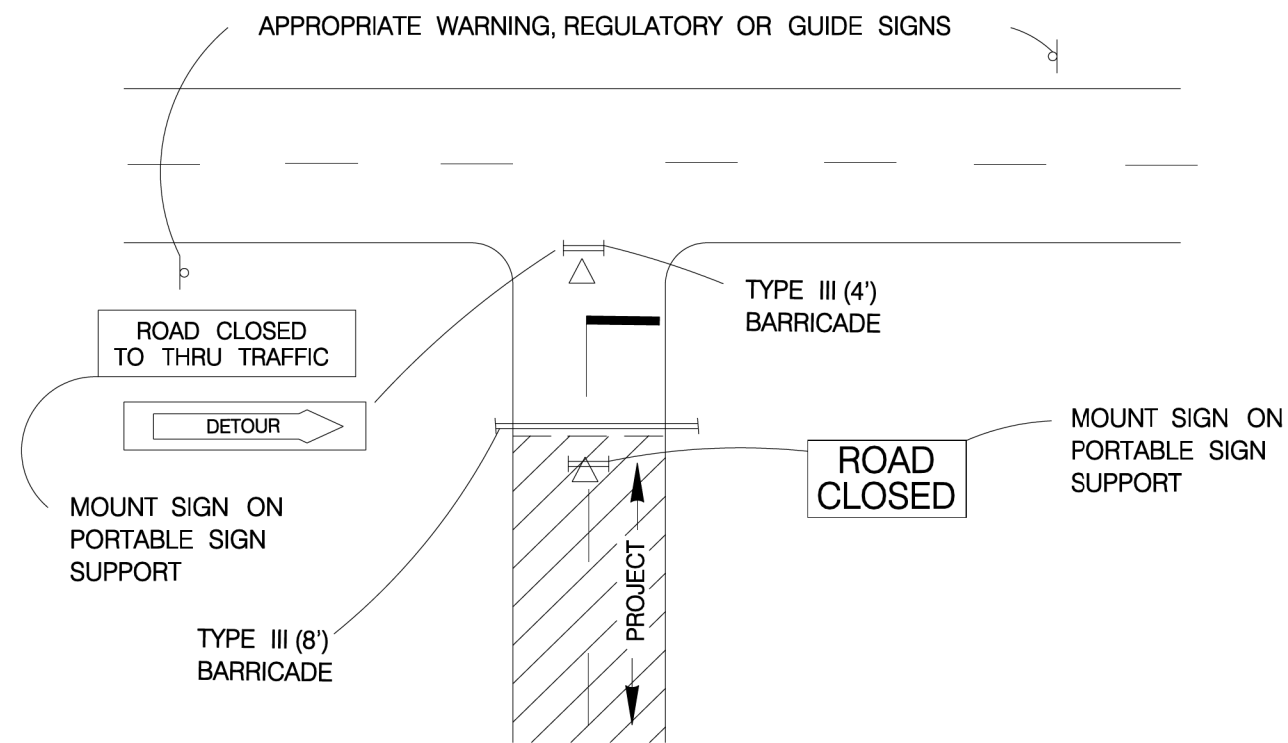 APPROPRIATE WARNING, REGULATORY OR GUIDE SIGNS
TYPE III (4')
BARRICADE
ROAD CLOSED
TO THRU TRAFFIC
DETOUR
MOUNT SIGN ON
PORTABLE SIGN
SUPPORT
ROAD
CLOSED
MOUNT SIGN ON
PORTABLE SIGN
SUPPORT
PROJECT
TYPE III (8')
BARRICADE